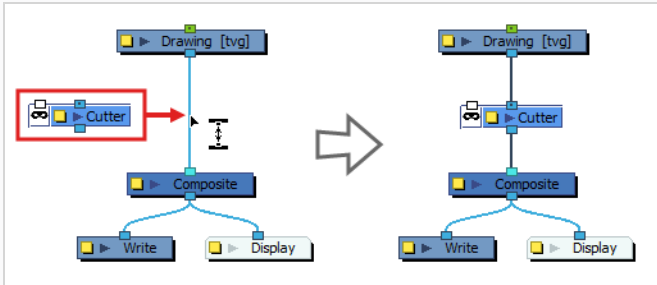 Drawing [tvg]
Cutter
Composite
Write
Display
Drawing [tvg]
Cutter
Composite
Write
Display